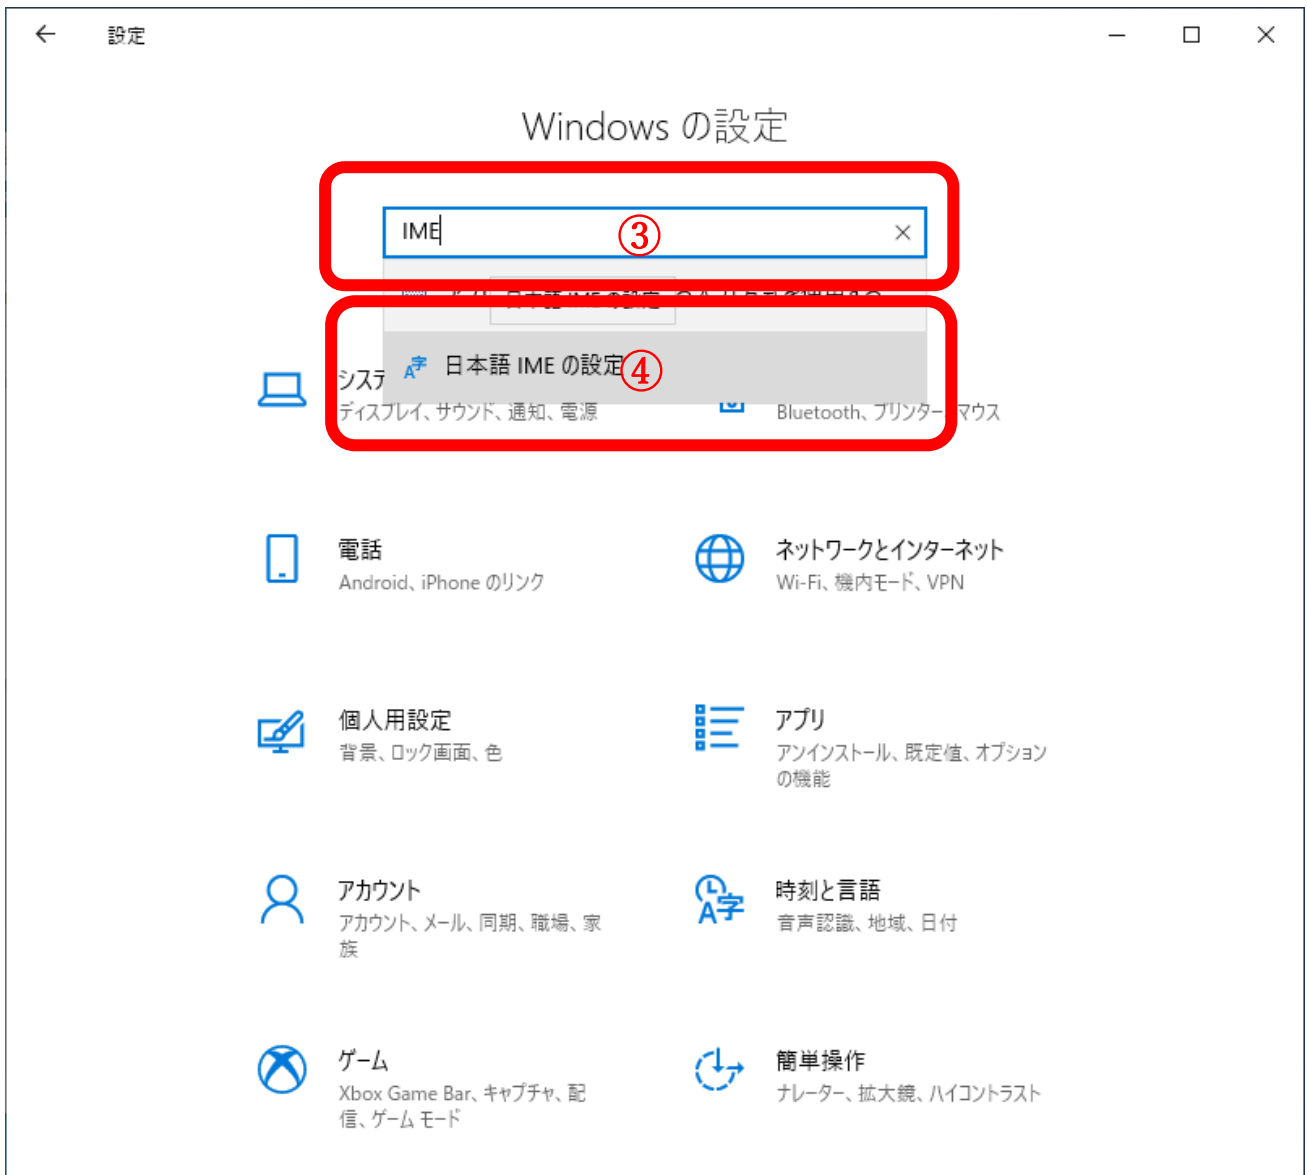 設定
Windows の設定
IME
③
日本語 IME の設定
日本語 IME の設定
④
システ
ディスプレイ、サウンド、通知、電源
Bluetooth、プリンター、マウス
電話
Android、iPhone のリンク
ネットワークとインターネット
Wi-Fi、機内モード、VPN
個人用設定
背景、ロック画面、色
アプリ
アンインストール、既定値、オプション
の機能
アカウント
アカウント、メール、同期、職場、家
族
時刻と言語
音声認識、地域、日付
ゲーム
Xbox Game Bar、キャプチャ、配
信、ゲーム モード
簡単操作
ナレーター、拡大鏡、ハイコントラスト